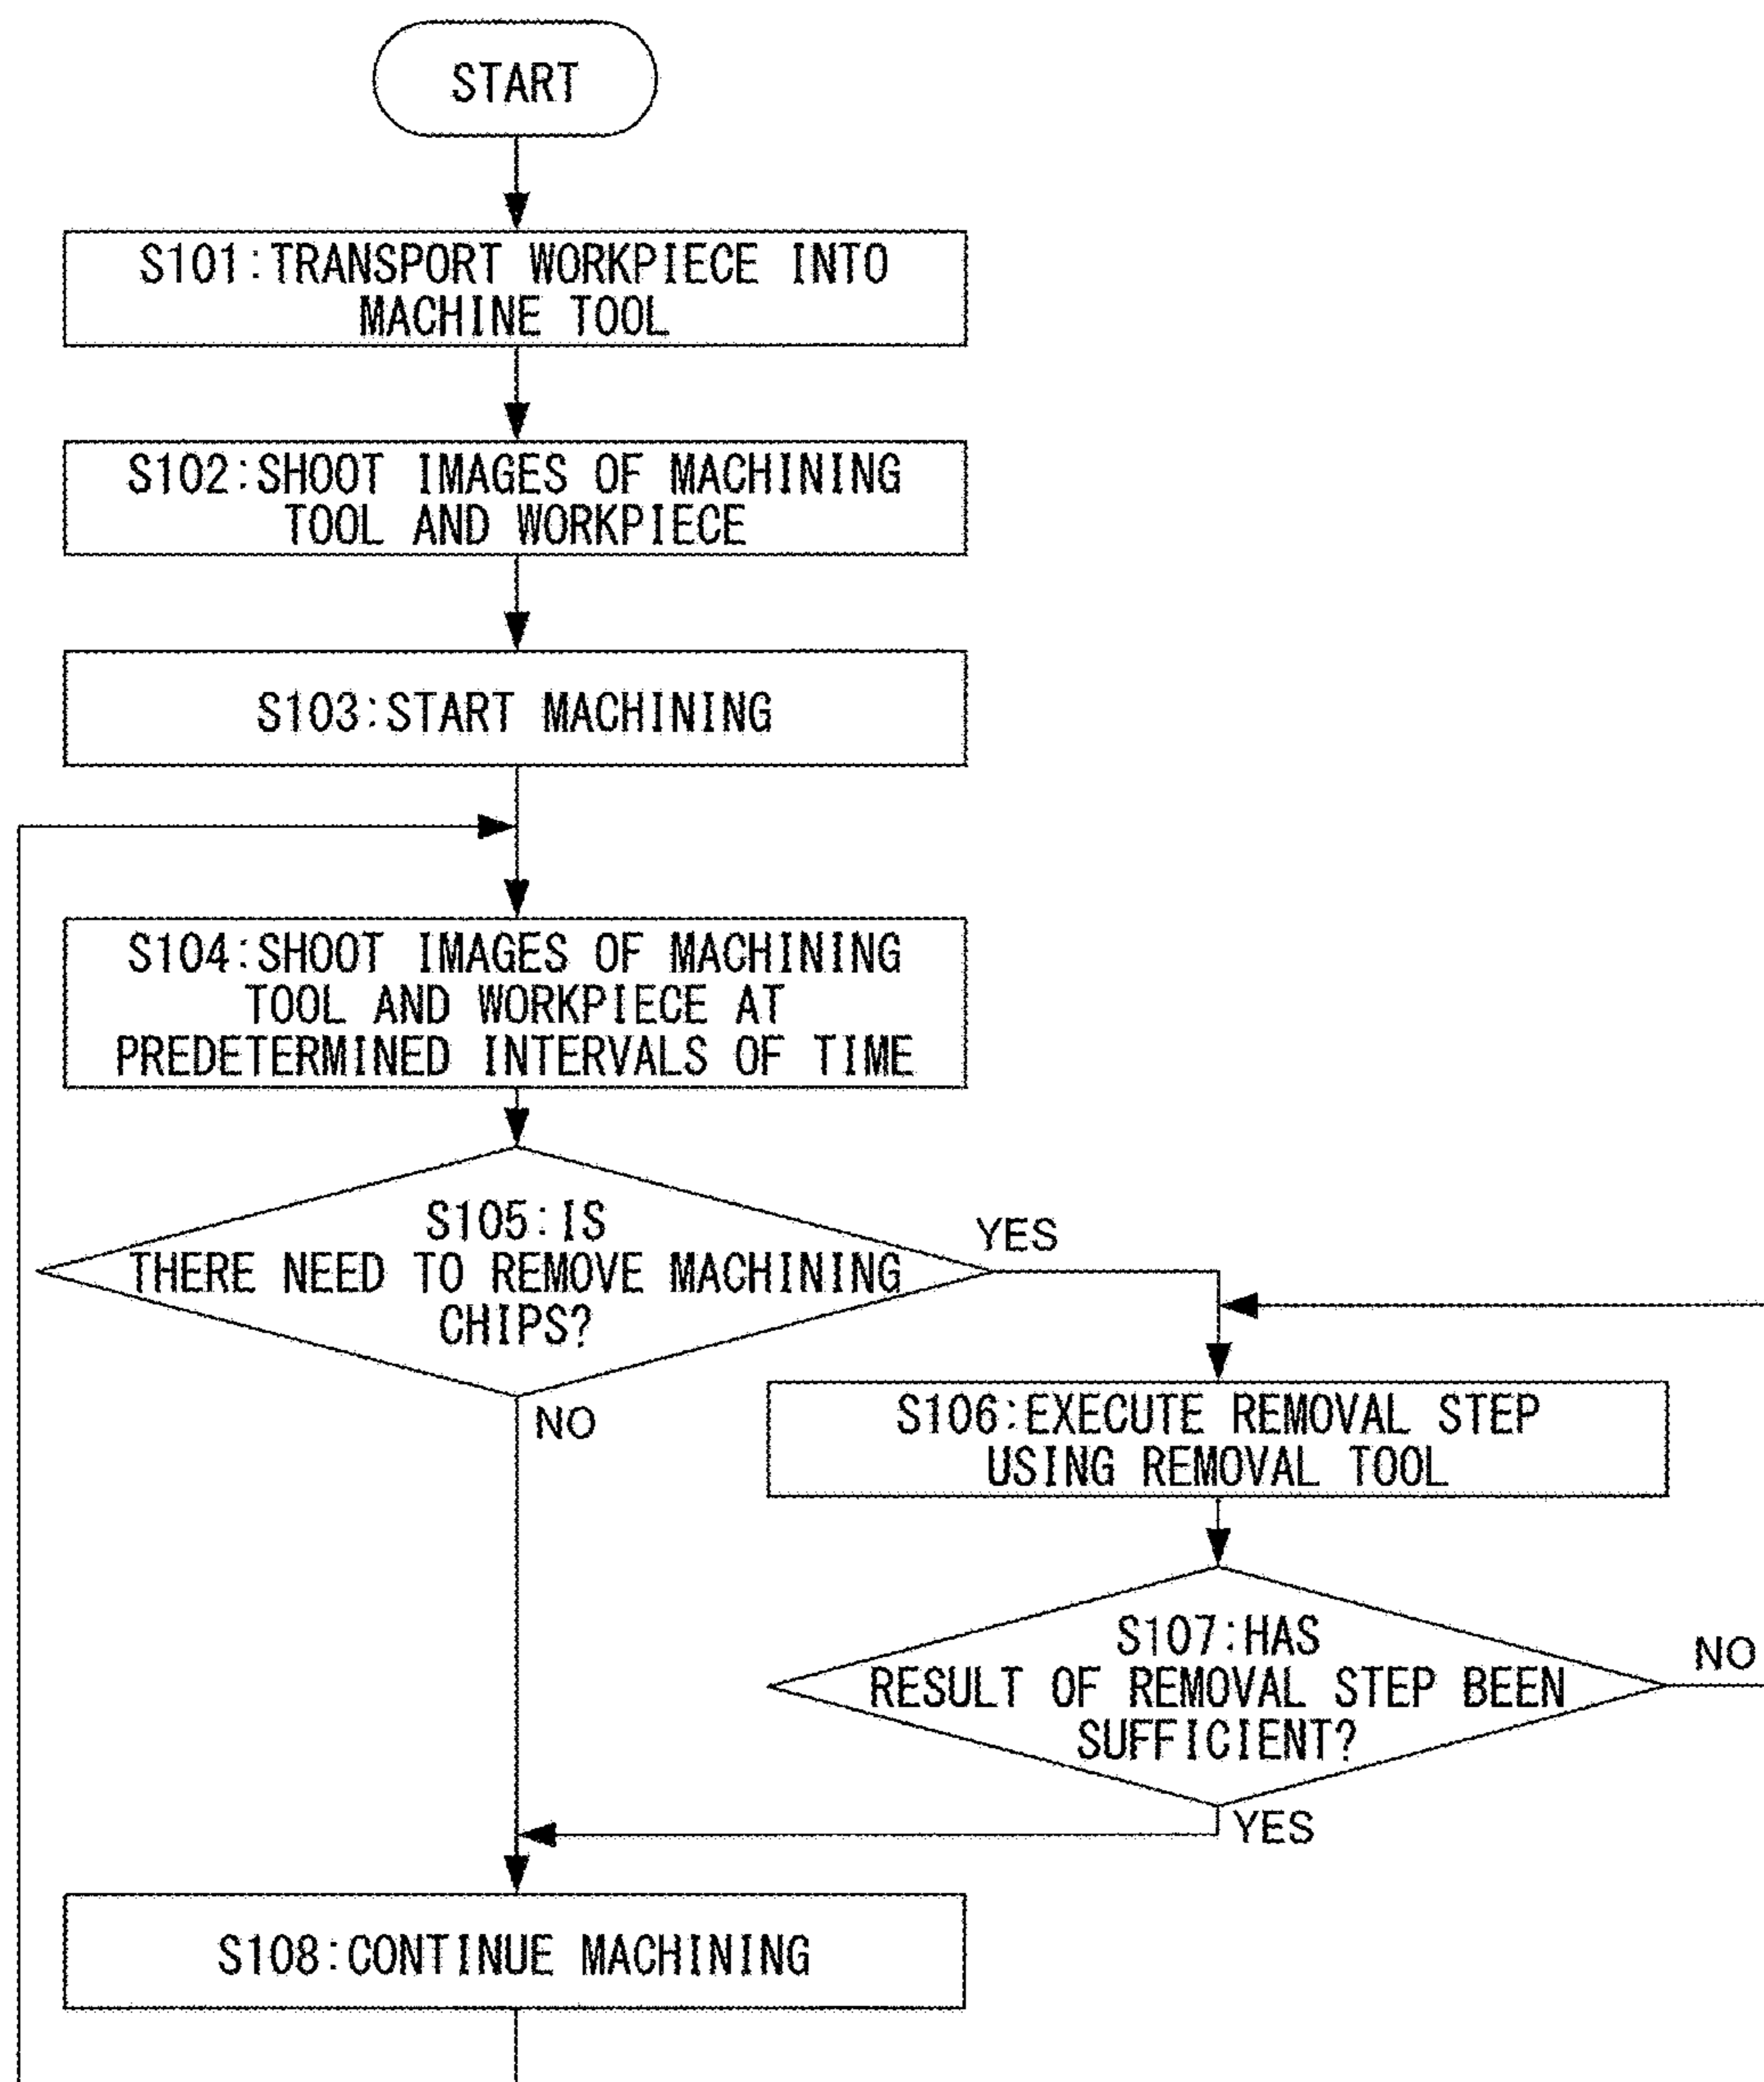 START
S101:TRANSPORT WORKPIECE INTO
MACHINE TOOL
S102:SHOOT IMAGES OF MACHINING
TOOL AND WORKPIECE
S103:START MACHINING
S104:SHOOT IMAGES OF MACHINING
TOOL AND WORKPIECE AT
PREDETERMINED INTERVALS OF TIME
S105:IS
THERE NEED TO REMOVE MACHINING
CHIPS?
YES
NO
S106:EXECUTE REMOVAL STEP
USING REMOVAL TOOL
S107:HAS
RESULT OF REMOVAL STEP BEEN
SUFFICIENT?
NO
YES
S108:CONTINUE MACHINING